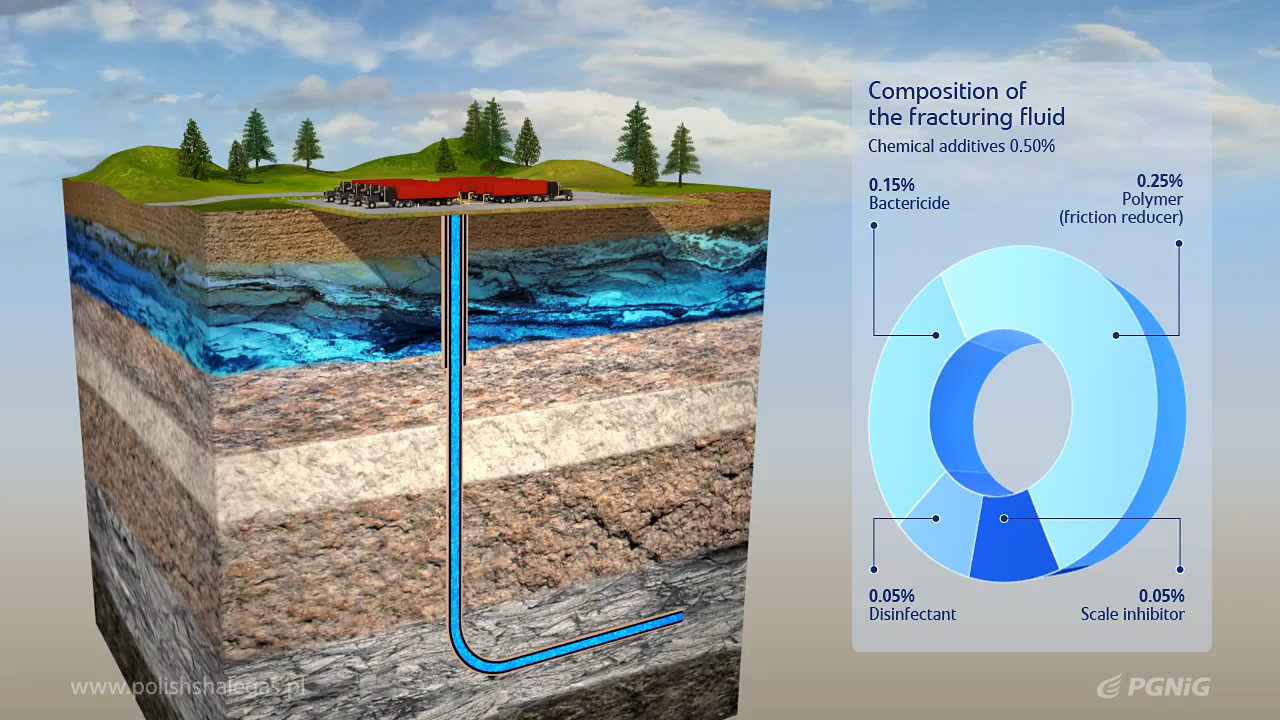 Composition of
the fracturing fluid
Chemical additives 0.50%
0.15%
Bactericide
0.25%
Polymer
(friction reducer)
0.05%
Disinfectant
0.05%
Scale inhibitor
www.polishshalegas.pl
PGNiG